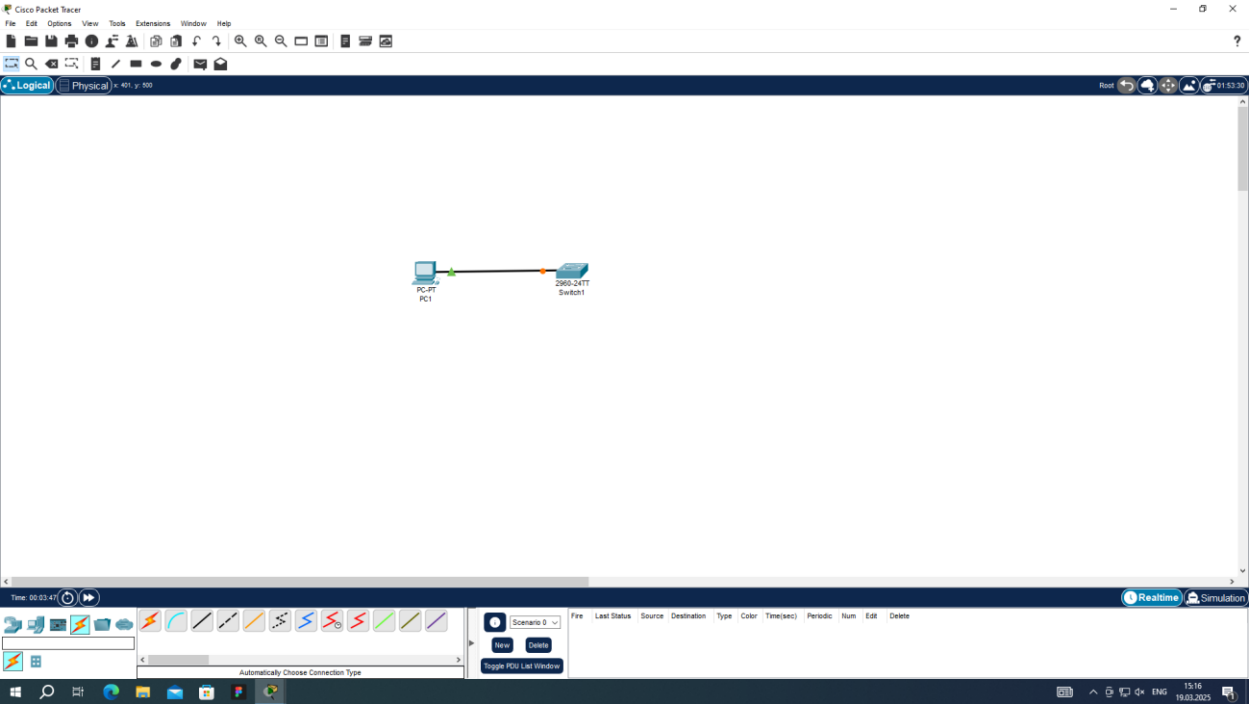 Cisco Packet Tracer
File Edit Options View Tools Extensions Window Help
?
Logical Physical x: 401, y: 500 Root 01:53:30
PC-PT
PC1
2960-24TT
Switch1
Time: 00:03:47 Realtime Simulation
Scenario 0
New Delete
Toggle PDU List Window
Fire Last Status Source Destination Type Color Time(sec) Periodic Num Edit Delete
Automatically Choose Connection Type
ENG 15:16
19.03.2025
1